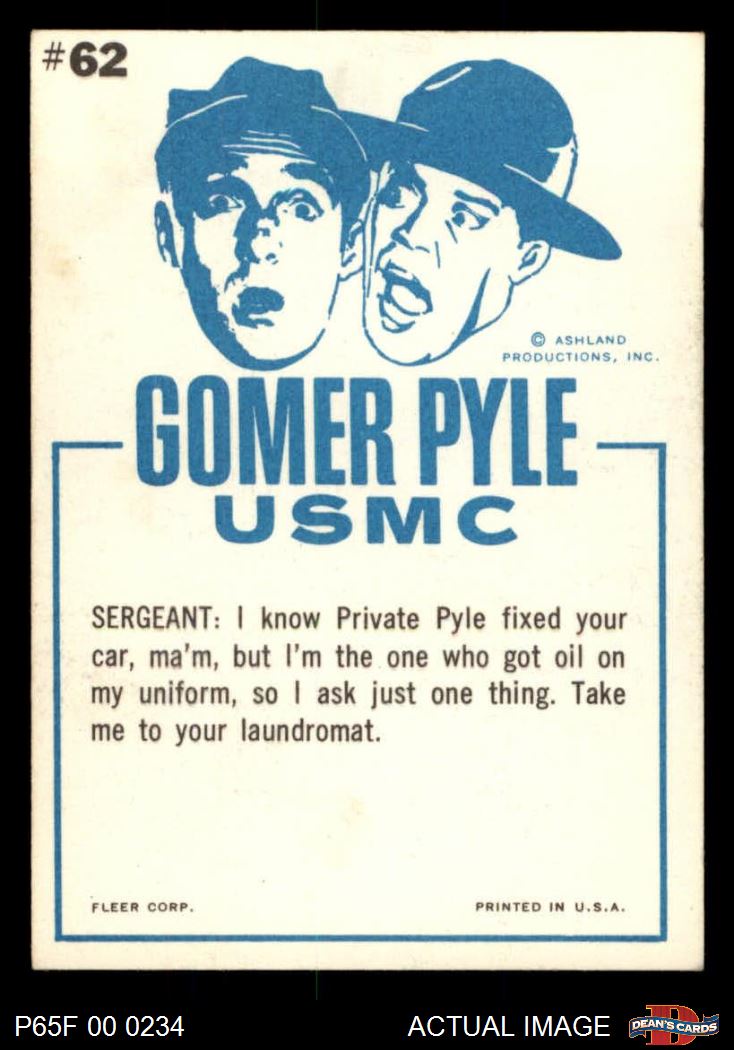 #62
© ASHLAND
PRODUCTIONS, INC.
GOMER PYLE
USMC
SERGEANT: I know Private Pyle fixed your
car, ma'm, but I'm the one who got oil on
my uniform, so I ask just one thing. Take
me to your laundromat.
FLEER CORP.
PRINTED IN U.S.A.
P65F 00 0234
ACTUAL IMAGE
D
DEAN'S CARDS